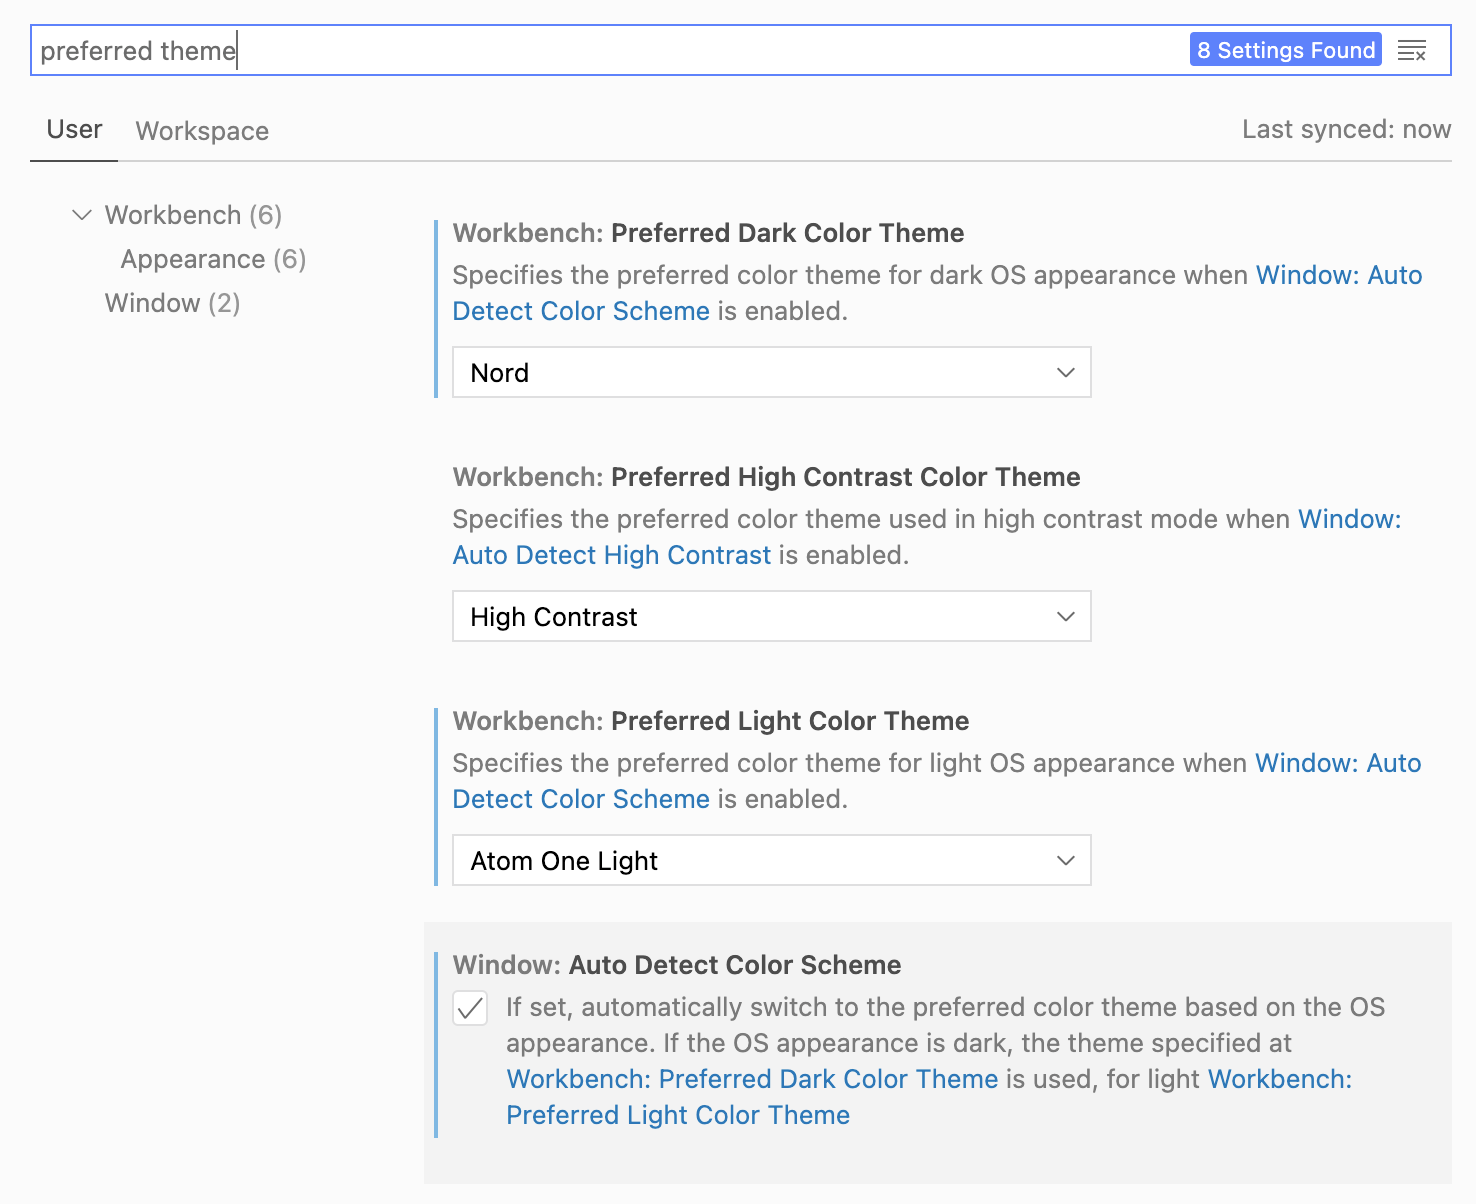 preferred theme
8 Settings Found
User
Workspace
Last synced: now
Workbench (6)
Appearance (6)
Window (2)
Workbench: Preferred Dark Color Theme
Specifies the preferred color theme for dark OS appearance when Window: Auto
Detect Color Scheme is enabled.
Nord
Workbench: Preferred High Contrast Color Theme
Specifies the preferred color theme used in high contrast mode when Window:
Auto Detect High Contrast is enabled.
High Contrast
Workbench: Preferred Light Color Theme
Specifies the preferred color theme for light OS appearance when Window: Auto
Detect Color Scheme is enabled.
Atom One Light
Window: Auto Detect Color Scheme
If set, automatically switch to the preferred color theme based on the OS
appearance. If the OS appearance is dark, the theme specified at
Workbench: Preferred Dark Color Theme is used, for light Workbench:
Preferred Light Color Theme